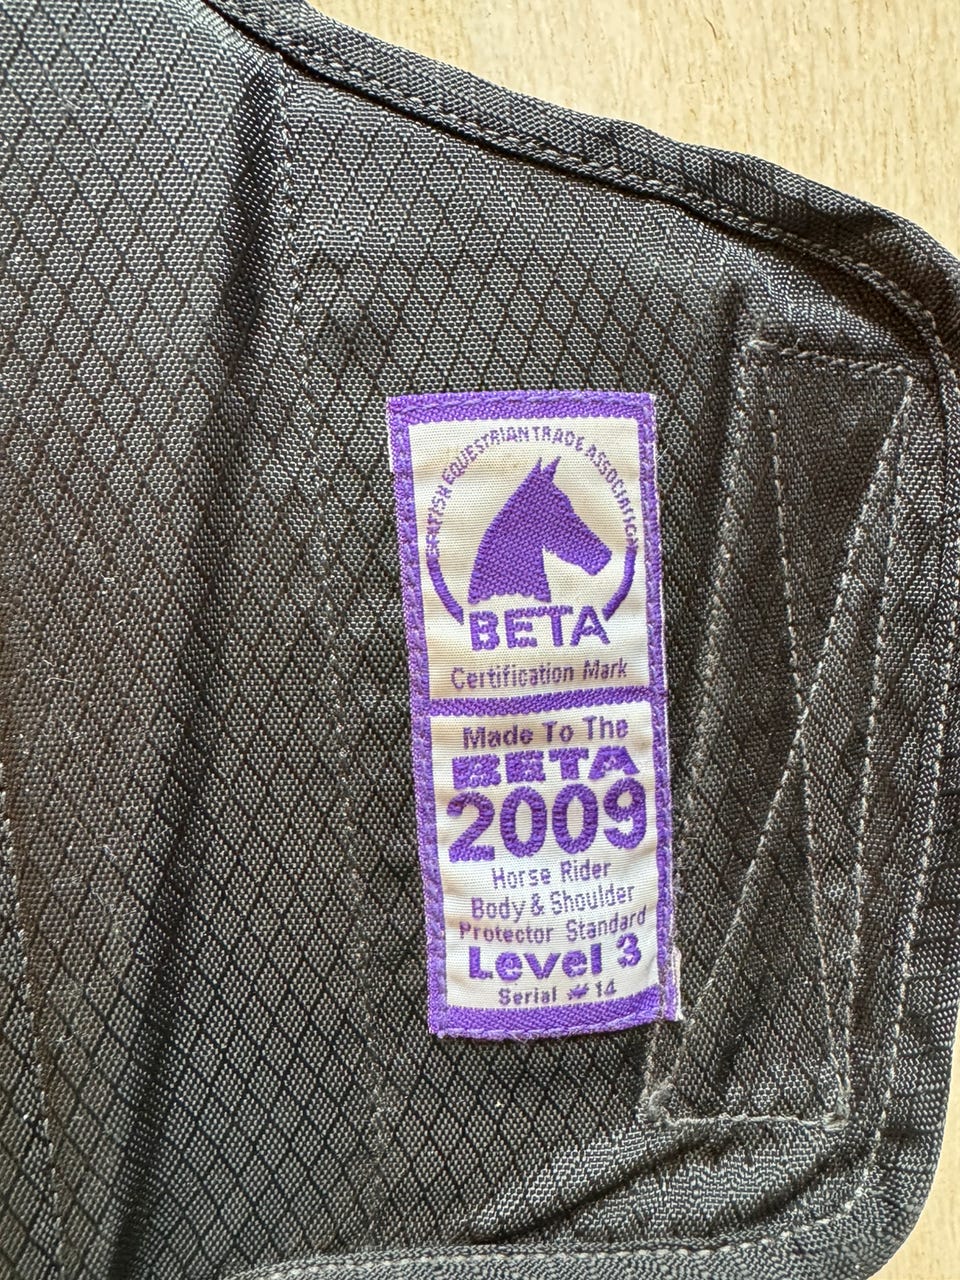 BRITISH EQUESTRIAN TRADE ASSOCIATION
BETA
Certification Mark
Made To The
BETA
2009
Horse Rider
Body & Shoulder
Protector Standard
Level 3
Serial # 14